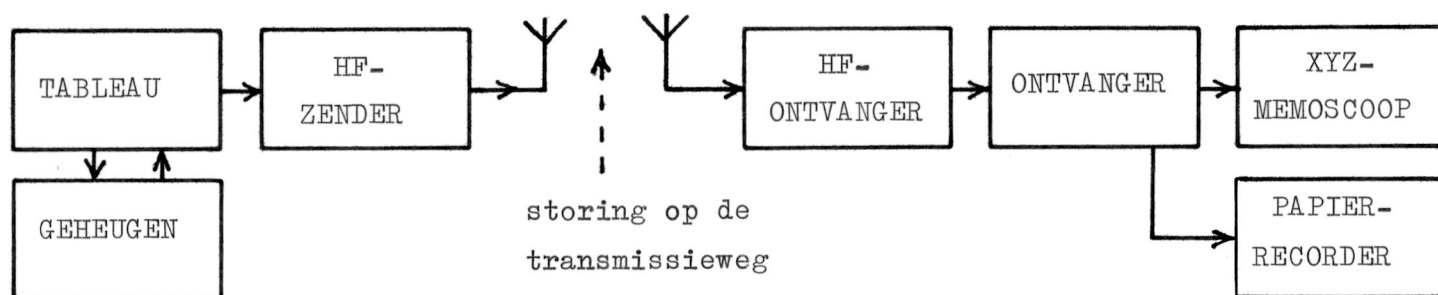 TABLEAU
HF-
ZENDER
HF-
ONTVANGER
ONTVANGER
XYZ-
MEMOSCOOP
GEHEUGEN
storing op de
transmissieweg
PAPIER-
RECORDER